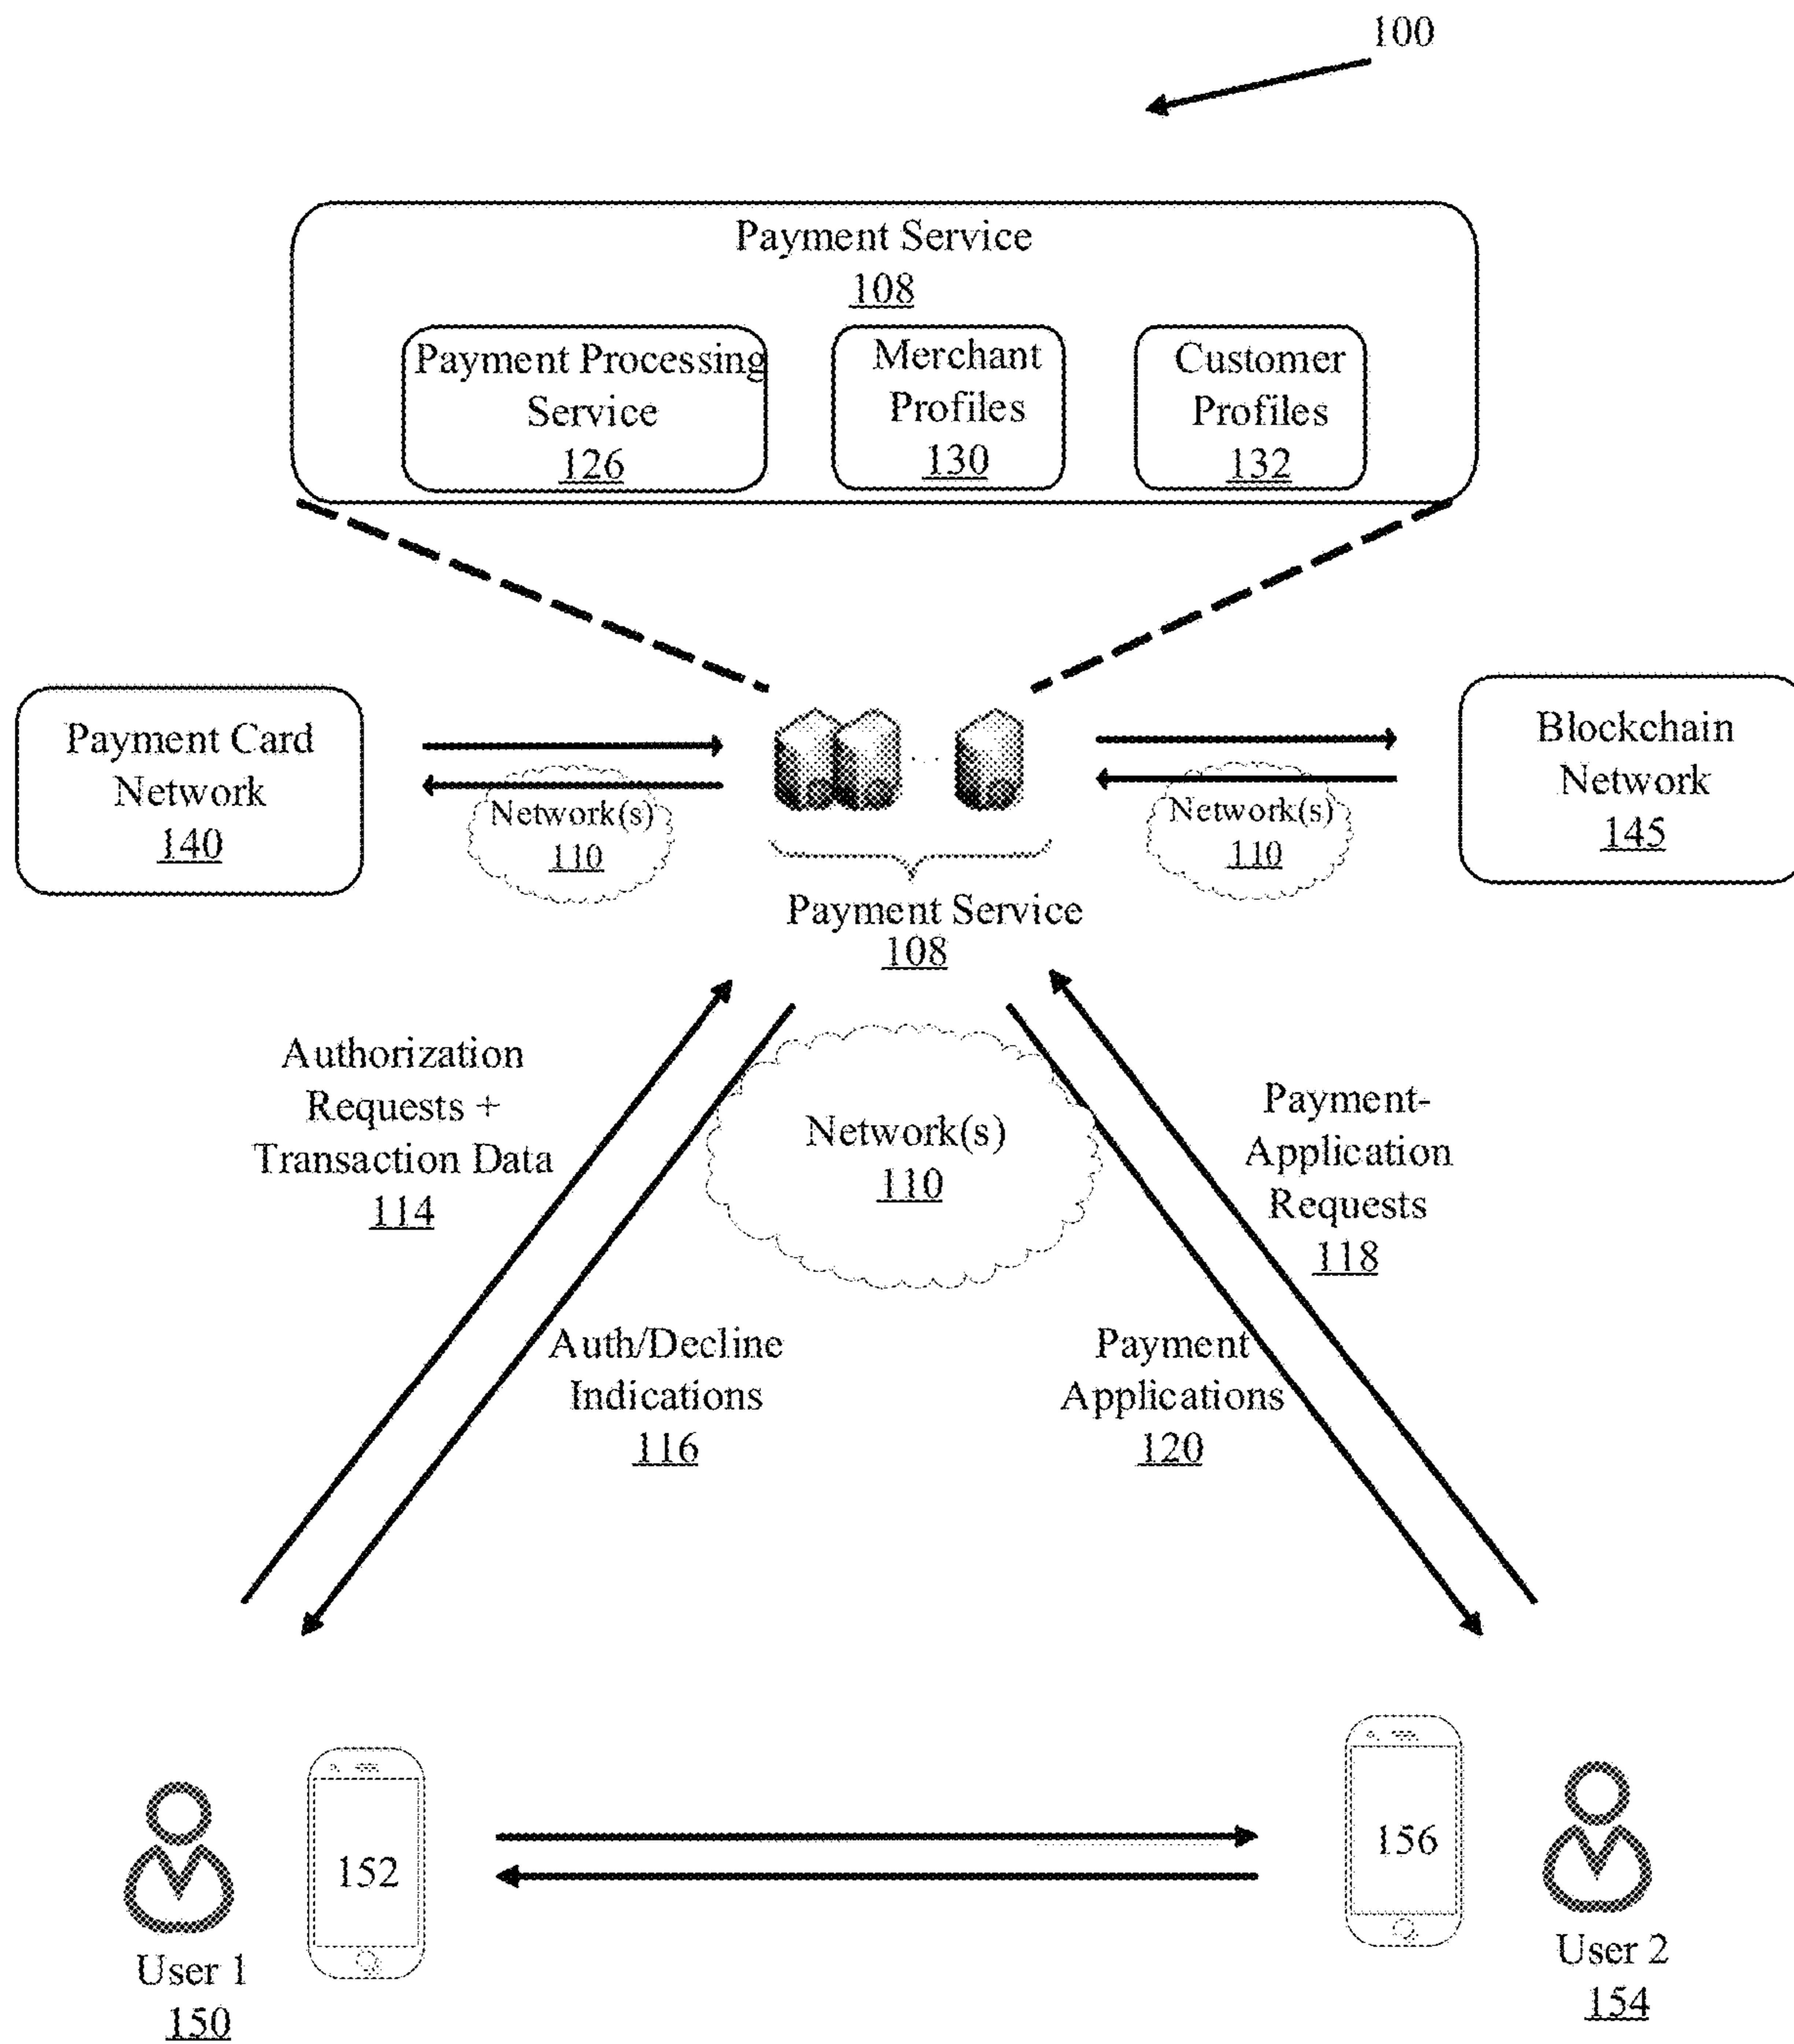 100
Payment Service
108
Payment Processing
Service
126
Merchant
Profiles
130
Customer
Profiles
132
Payment Card
Network
140
Network(s)
110
Payment Service
108
Network(s)
110
Blockchain
Network
145
Authorization
Requests +
Transaction Data
114
Network(s)
110
Payment-
Application
Requests
118
Auth/Decline
Indications
116
Payment
Applications
120
152
User 1
150
156
User 2
154